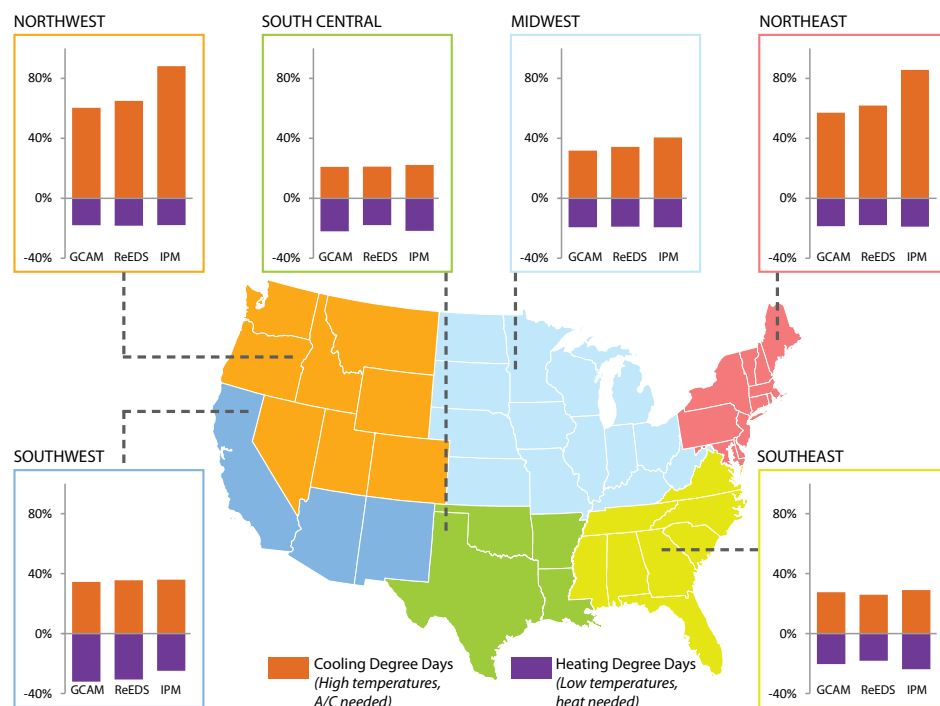 NORTHWEST
80%
40%
0%
-40%
GCAM ReEDS IPM
SOUTH CENTRAL
80%
40%
0%
-40%
GCAM ReEDS IPM
MIDWEST
80%
40%
0%
-40%
GCAM ReEDS IPM
NORTHEAST
80%
40%
0%
-40%
GCAM ReEDS IPM
SOUTHWEST
80%
40%
0%
-40%
GCAM ReEDS IPM
SOUTHEAST
80%
40%
0%
-40%
GCAM ReEDS IPM
Cooling Degree Days
(High temperatures,
A/C needed)
Heating Degree Days
(Low temperatures,
heat needed)